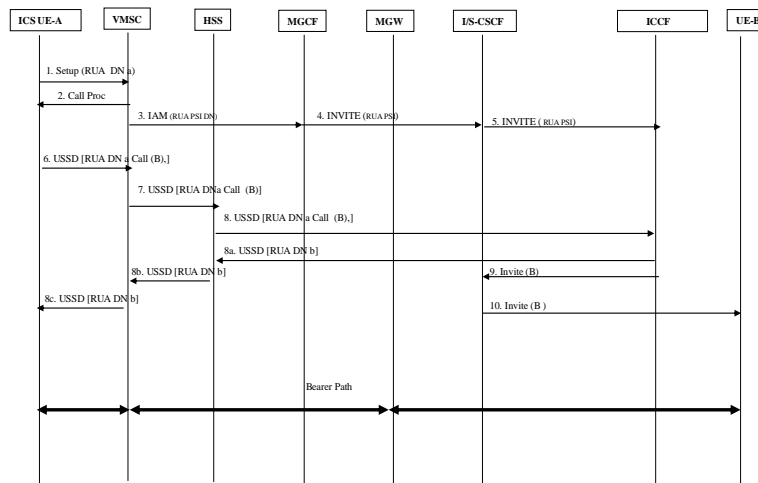 ICS UE-A
VMSC
HSS
MGCF
MGW
I/S-CSCF
ICCF
UE-B
1. Setup (RUA DN a)
2. Call Proc
3. IAM (RUA PSI DN)
4. INVITE (RUA PSI)
5. INVITE ( RUA PSI)
6. USSD [RUA DN a Call (B),]
7. USSD [RUA DNa Call (B)]
8. USSD [RUA DN a Call (B),]
8a. USSD [RUA DN b]
8b. USSD [RUA DN b]
9. Invite (B)
8c. USSD [RUA DN b]
10. Invite (B )
Bearer Path